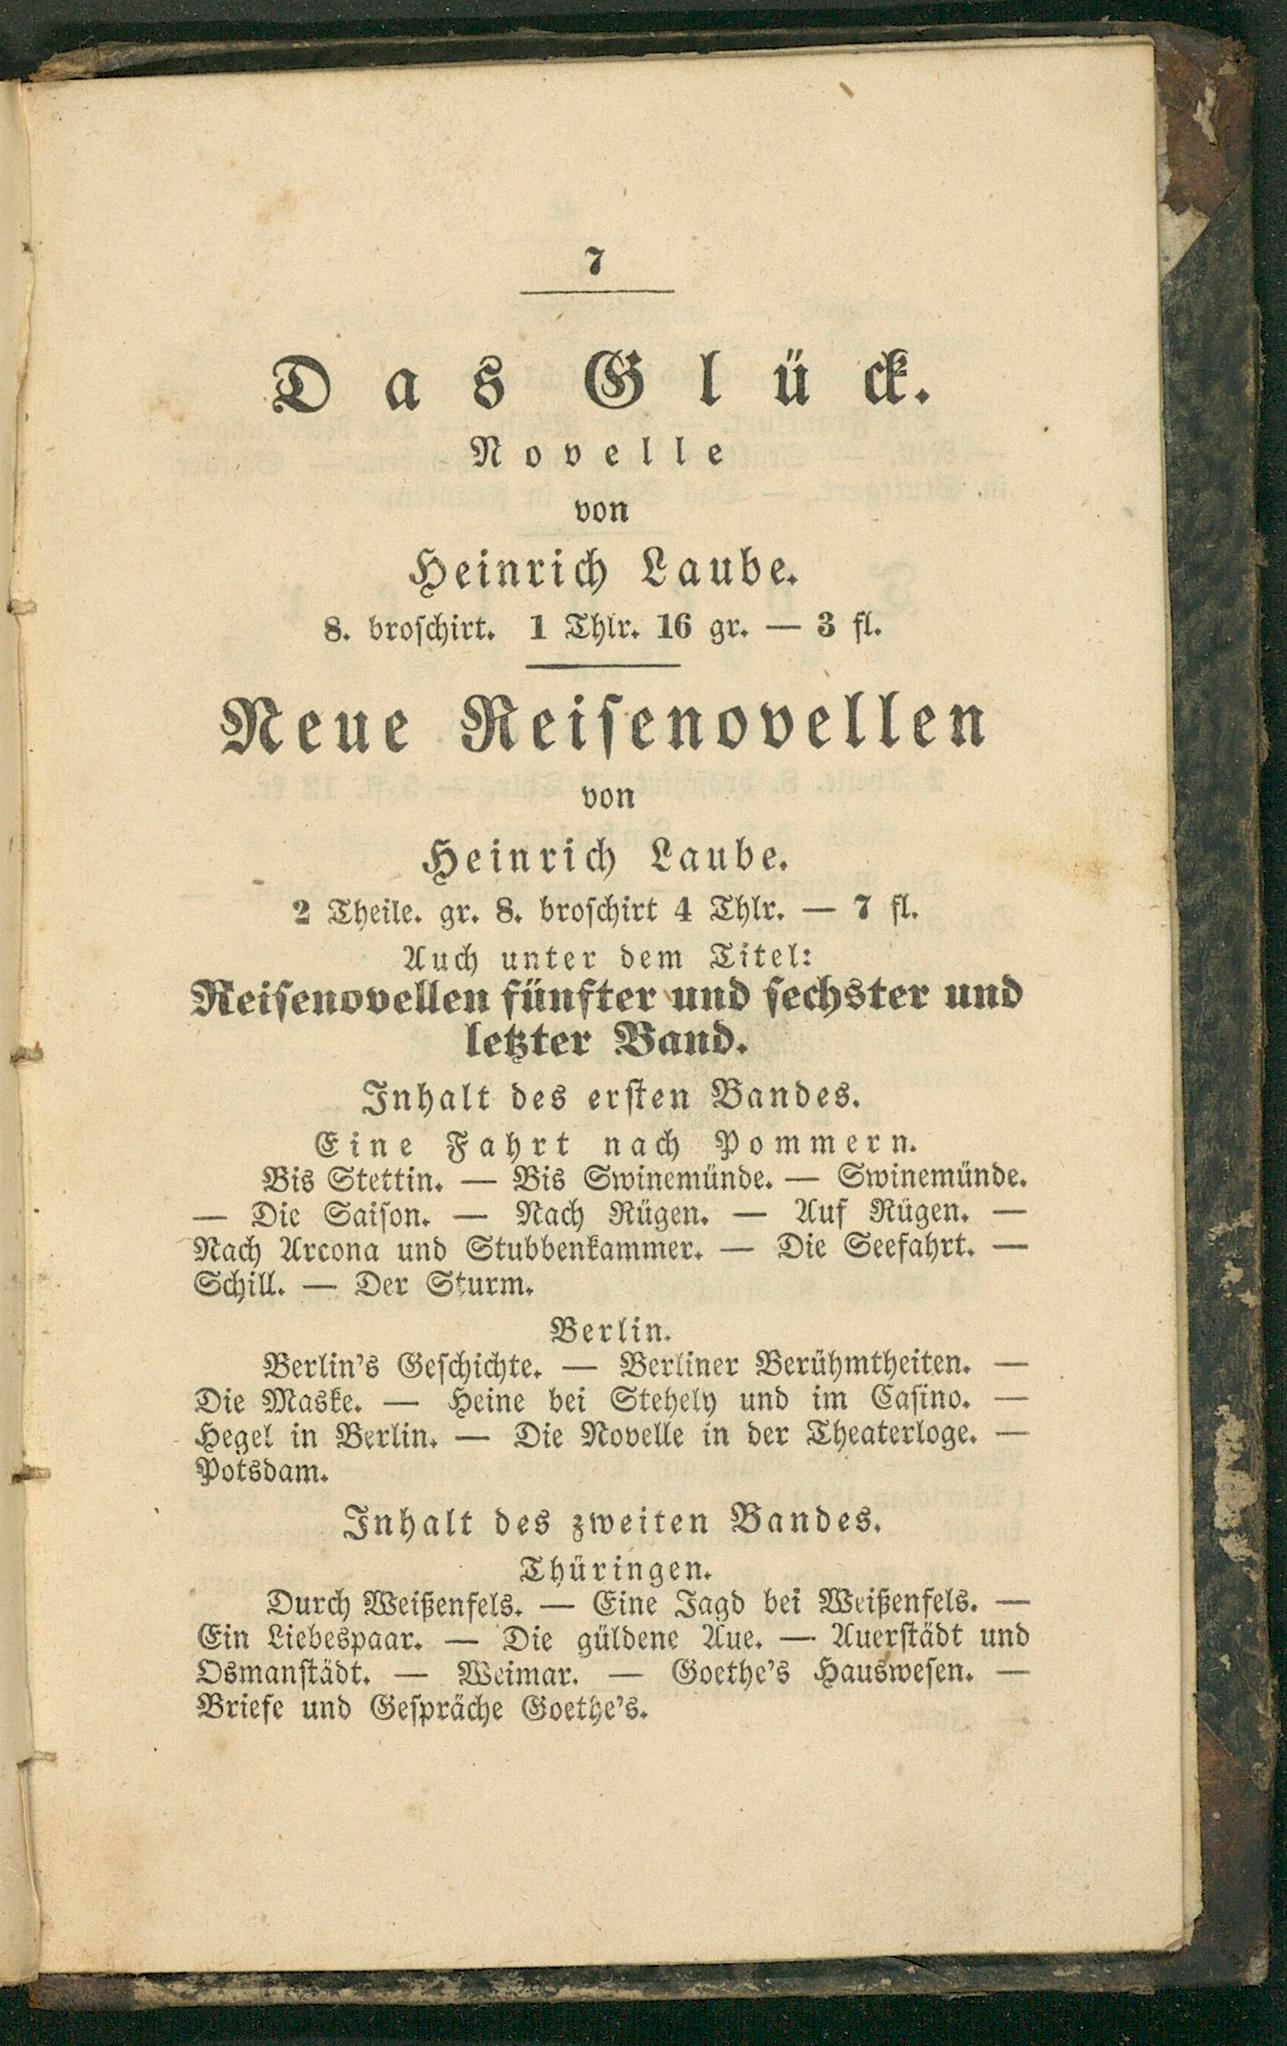 7
Das Glück.
Novelle
von
Heinrich Laube.
8. broſchirt. 1 Thlr. 16 gr. — 3 fl.
Neue Reiſenovellen
von
Heinrich Laube.
2 Theile. gr. 8. broſchirt 4 Thlr. — 7 fl.
Auch unter dem Titel:
Reiſenovellen fünfter und ſechster und
letzter Band.
Inhalt des erſten Bandes.
Eine Fahrt nach Pommern.
Bis Stettin. — Bis Swinemünde. — Swinemünde.
— Die Saiſon. — Nach Rügen. — Auf Rügen. —
Nach Arcona und Stubbenkammer. — Die Seefahrt. —
Schill. — Der Sturm.
Berlin.
Berlin's Geſchichte. — Berliner Berühmtheiten. —
Die Maske. — Heine bei Stehely und im Caſino. —
Hegel in Berlin. — Die Novelle in der Theaterloge. —
Potsdam.
Inhalt des zweiten Bandes.
Thüringen.
Durch Weißenfels. — Eine Jagd bei Weißenfels. —
Ein Liebespaar. — Die güldene Aue. — Auerſtädt und
Osmanſtädt. — Weimar. — Goethe's Hausweſen. —
Briefe und Geſpräche Goethe's.